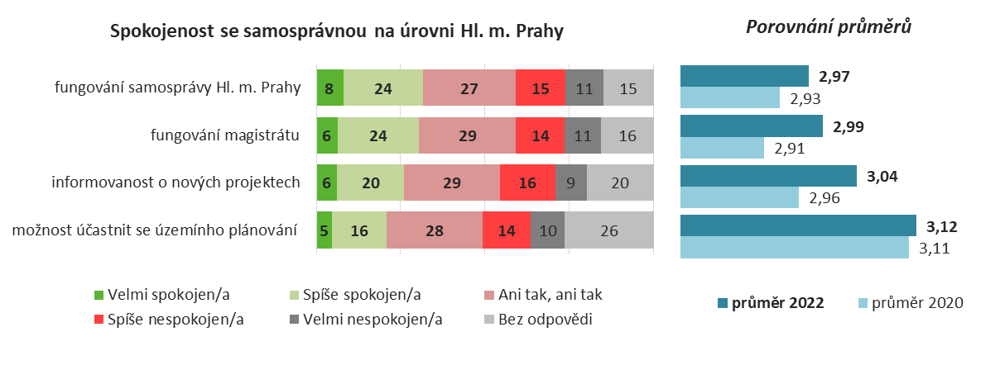 Spokojenost se samosprávnou na úrovni Hl. m. Prahy
fungování samosprávy Hl. m. Prahy 8 24 27 15 11 15
fungování magistrátu 6 24 29 14 11 16
informovanost o nových projektech 6 20 29 16 9 20
možnost účastnit se územínho plánování 5 16 28 14 10 26
Velmi spokojen/a Spíše spokojen/a Ani tak, ani tak
Spíše nespokojen/a Velmi nespokojen/a Bez odpovědi
Porovnání průměrů
2,97
2,93
2,99
2,91
3,04
2,96
3,12
3,11
průměr 2022 průměr 2020